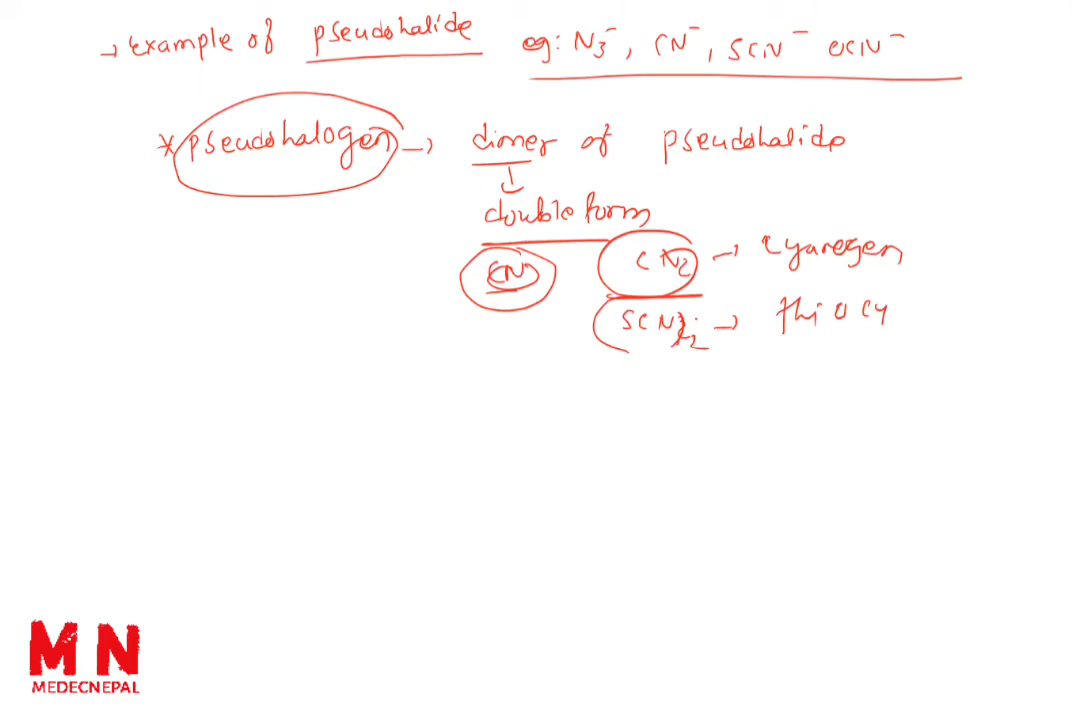 → example of pseudohalide eg: N3⁻, CN⁻, SCN⁻ OCN⁻
*pseudohalogen → dimer of pseudohalide
↓
double form
CN (CN)2 → cyanogen
(SCN)2 → thiocy
MN
MEDECNEPAL